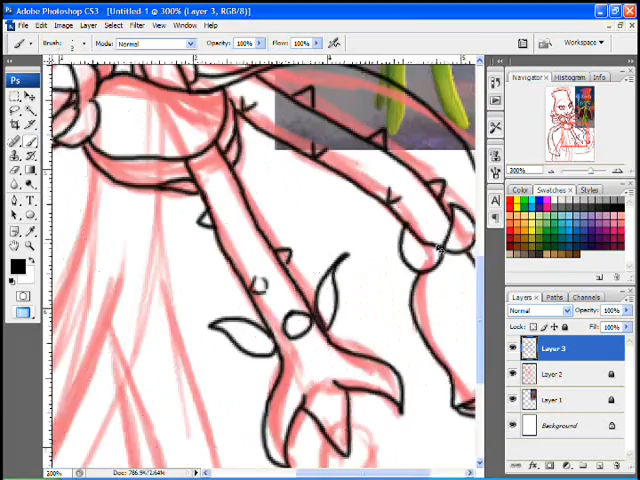 Adobe Photoshop CS3 - [Untitled-1 @ 300% (Layer 3, RGB/8)]
File Edit Image Layer Select Filter View Window Help
Brush: 2 Mode: Normal Opacity: 100% Flow: 100% Workspace
Ps
Navigator Histogram Info
300%
Color Swatches Styles
Layers Paths Channels
Normal Opacity: 100%
Lock: Fill: 100%
Layer 3
Layer 2
Layer 1
Background
300% Doc: 786.9K/2.64M